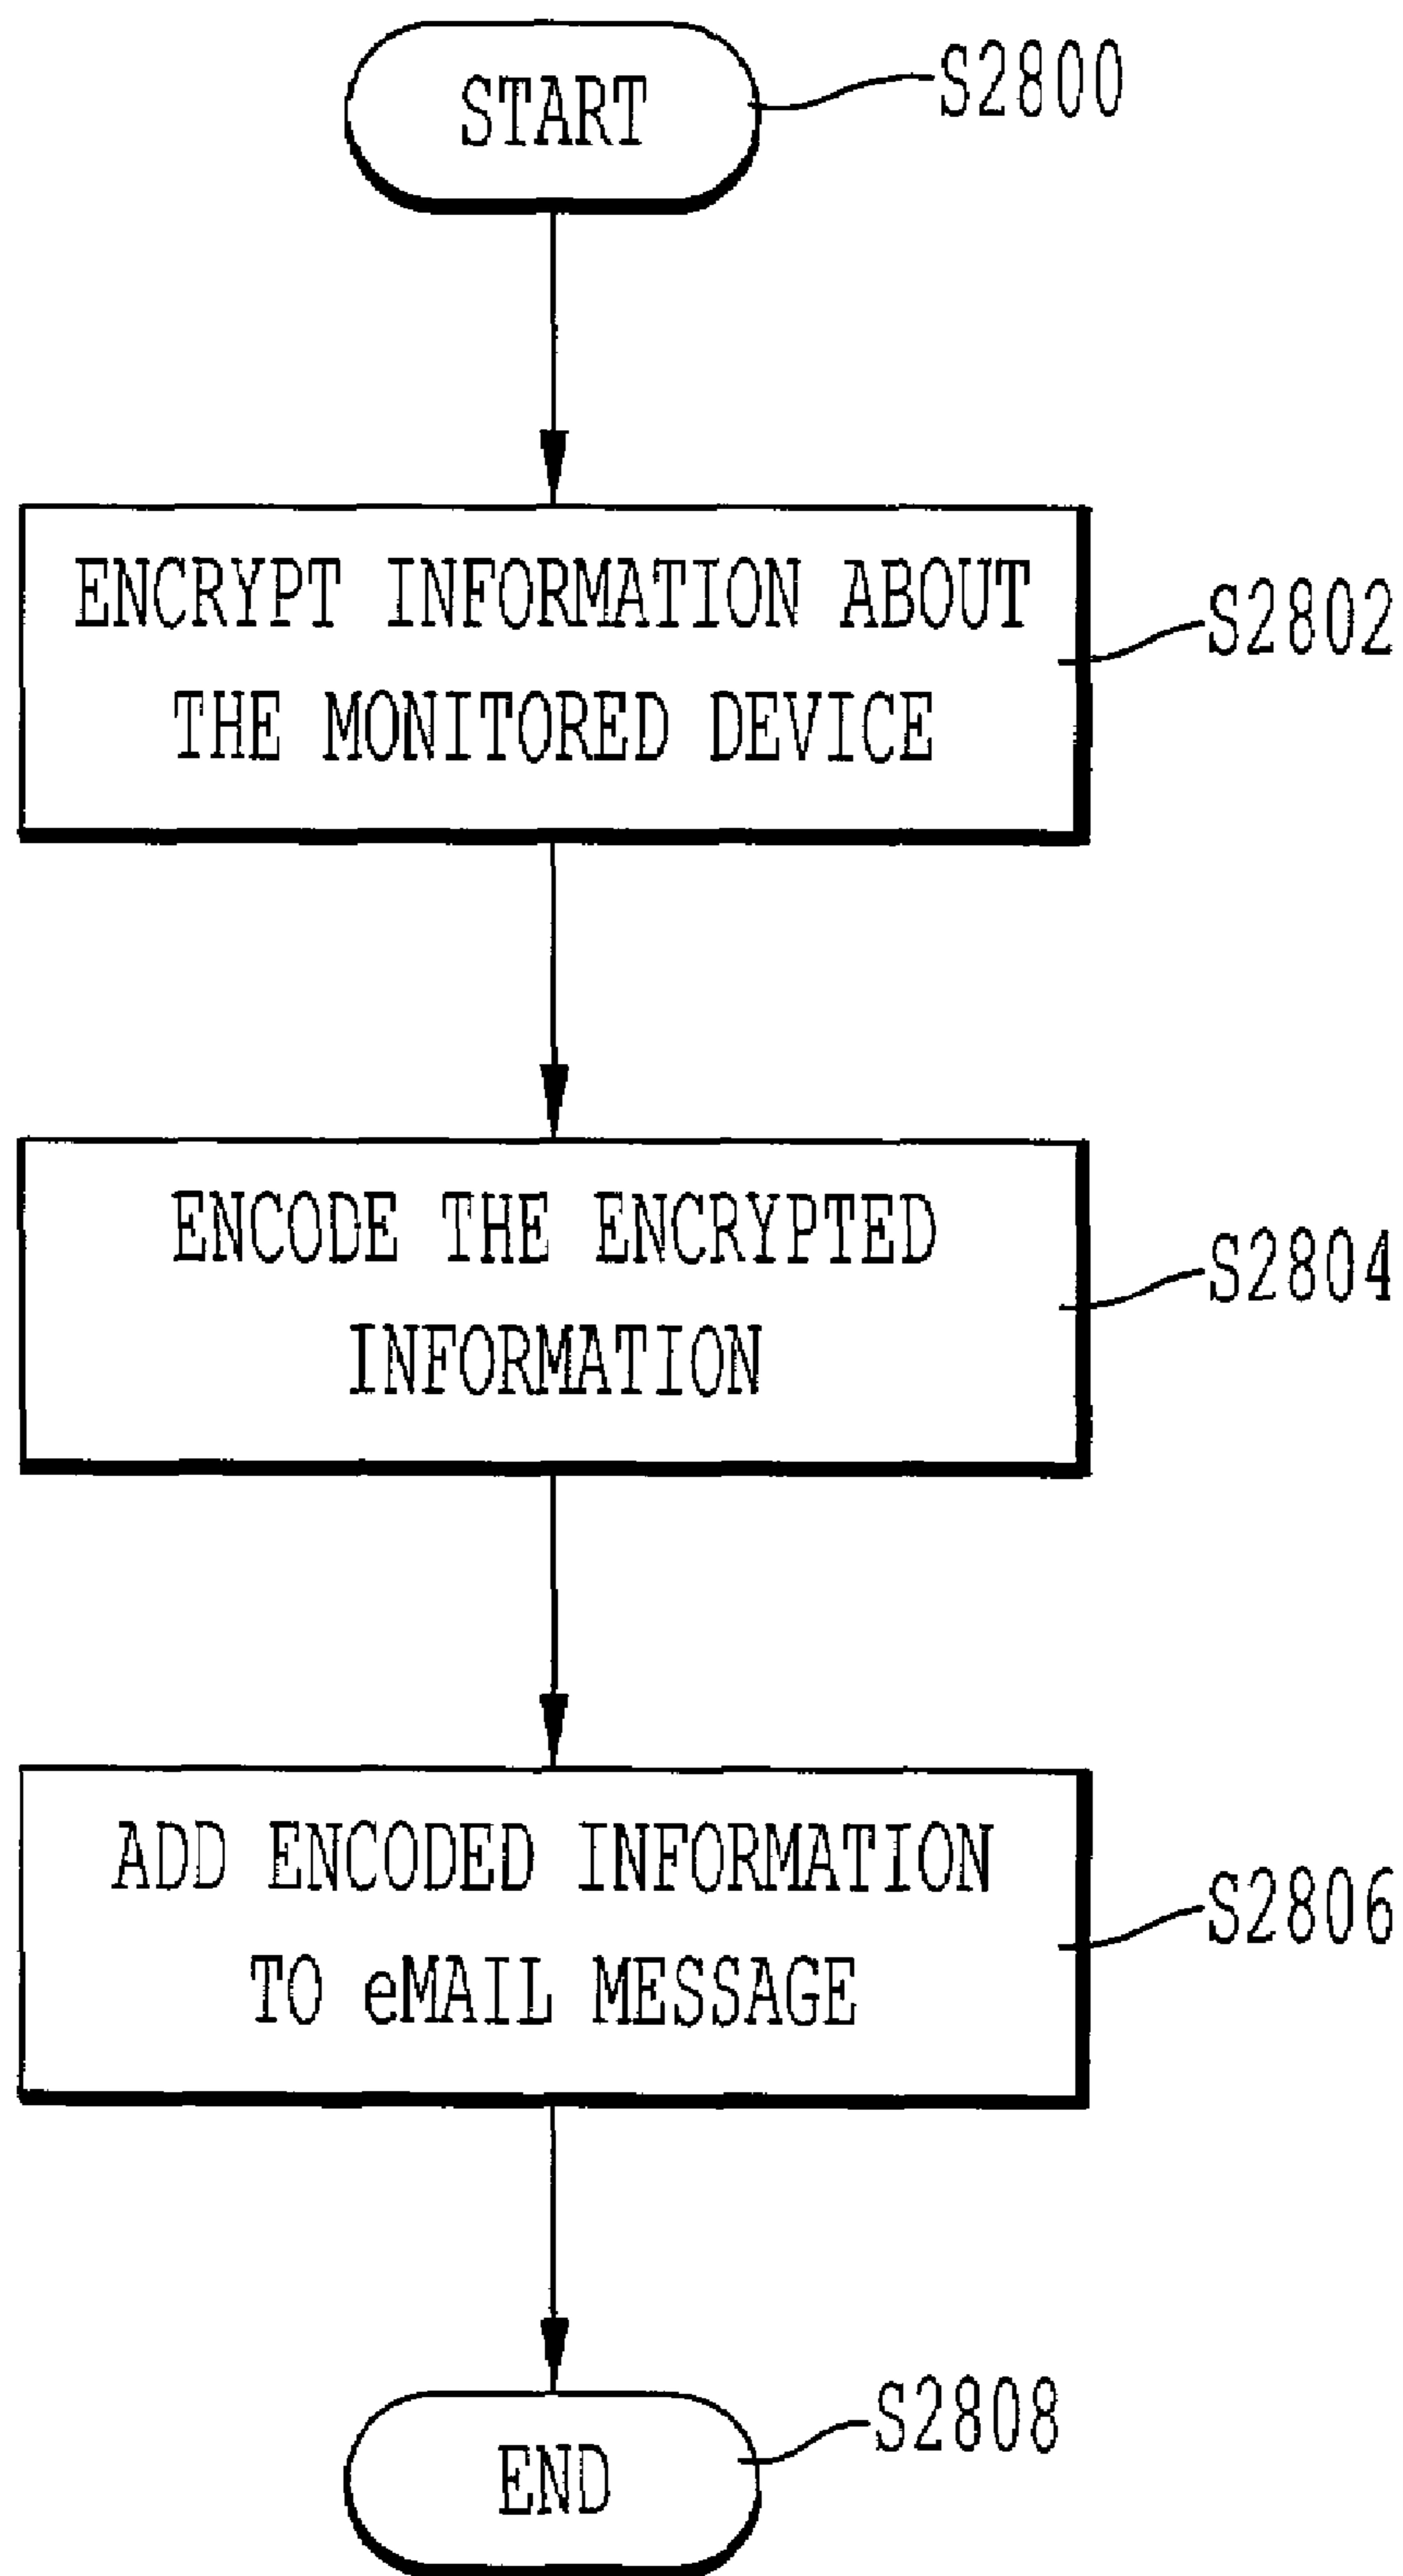 START
S2800
ENCRYPT INFORMATION ABOUT
THE MONITORED DEVICE
S2802
ENCODE THE ENCRYPTED
INFORMATION
S2804
ADD ENCODED INFORMATION
TO eMAIL MESSAGE
S2806
END
S2808